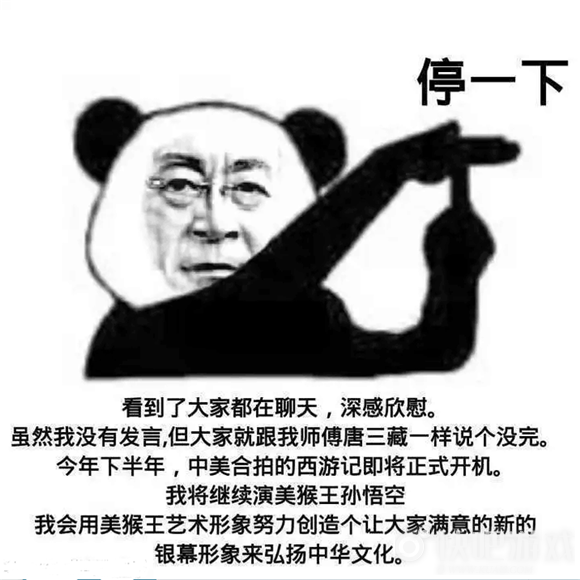 停一下
看到了大家都在聊天，深感欣慰。
虽然我没有发言,但大家就跟我师傅唐三藏一样说个没完。
今年下半年，中美合拍的西游记即将正式开机。
我将继续演美猴王孙悟空
我会用美猴王艺术形象努力创造个让大家满意的新的
银幕形象来弘扬中华文化。